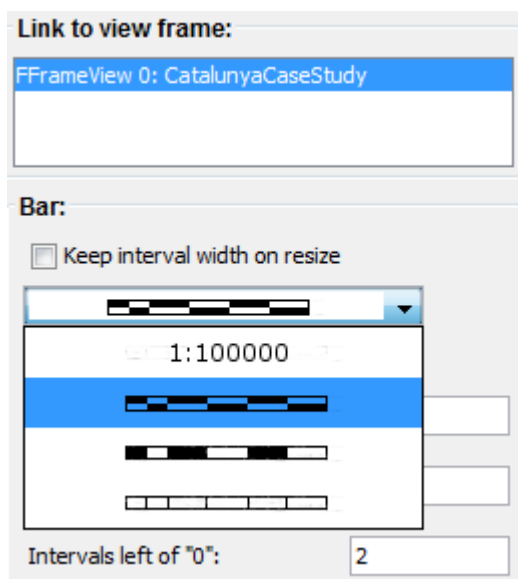 Link to view frame:
FFrameView 0: CatalunyaCaseStudy
Bar:
Keep interval width on resize
1:100000
Intervals left of "0":
2